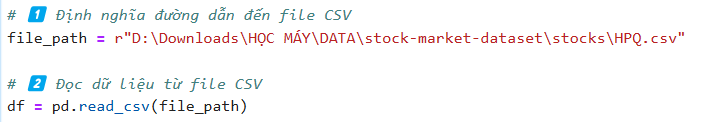 # 1️⃣ Định nghĩa đường dẫn đến file CSV
file_path = r"D:\Downloads\HỌC MÁY\DATA\stock-market-dataset\stocks\HPQ.csv"
# 2️⃣ Đọc dữ liệu từ file CSV
df = pd.read_csv(file_path)